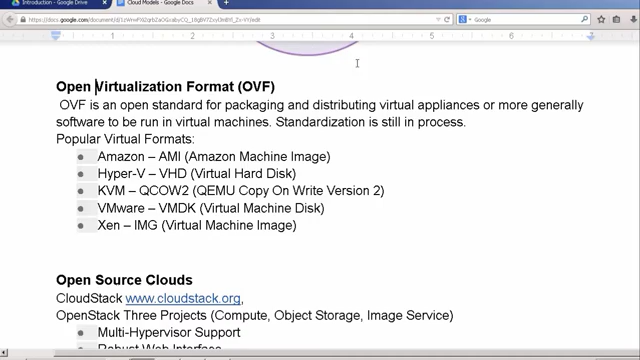 Introduction - Google Drive
Cloud Models - Google Docs
Google
1 2 3 4 5 6 7
Open Virtualization Format (OVF)
OVF is an open standard for packaging and distributing virtual appliances or more generally
software to be run in virtual machines. Standardization is still in process.
Popular Virtual Formats:
● Amazon – AMI (Amazon Machine Image)
● Hyper-V – VHD (Virtual Hard Disk)
● KVM – QCOW2 (QEMU Copy On Write Version 2)
● VMware – VMDK (Virtual Machine Disk)
● Xen – IMG (Virtual Machine Image)
Open Source Clouds
CloudStack www.cloudstack.org,
OpenStack Three Projects (Compute, Object Storage, Image Service)
● Multi-Hypervisor Support
● Robust Web Interface